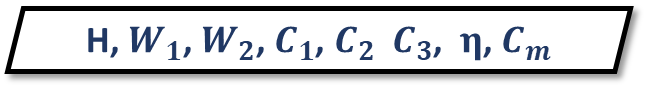 H, W₁, W₂, C₁, C₂ C₃, η, Cₘ